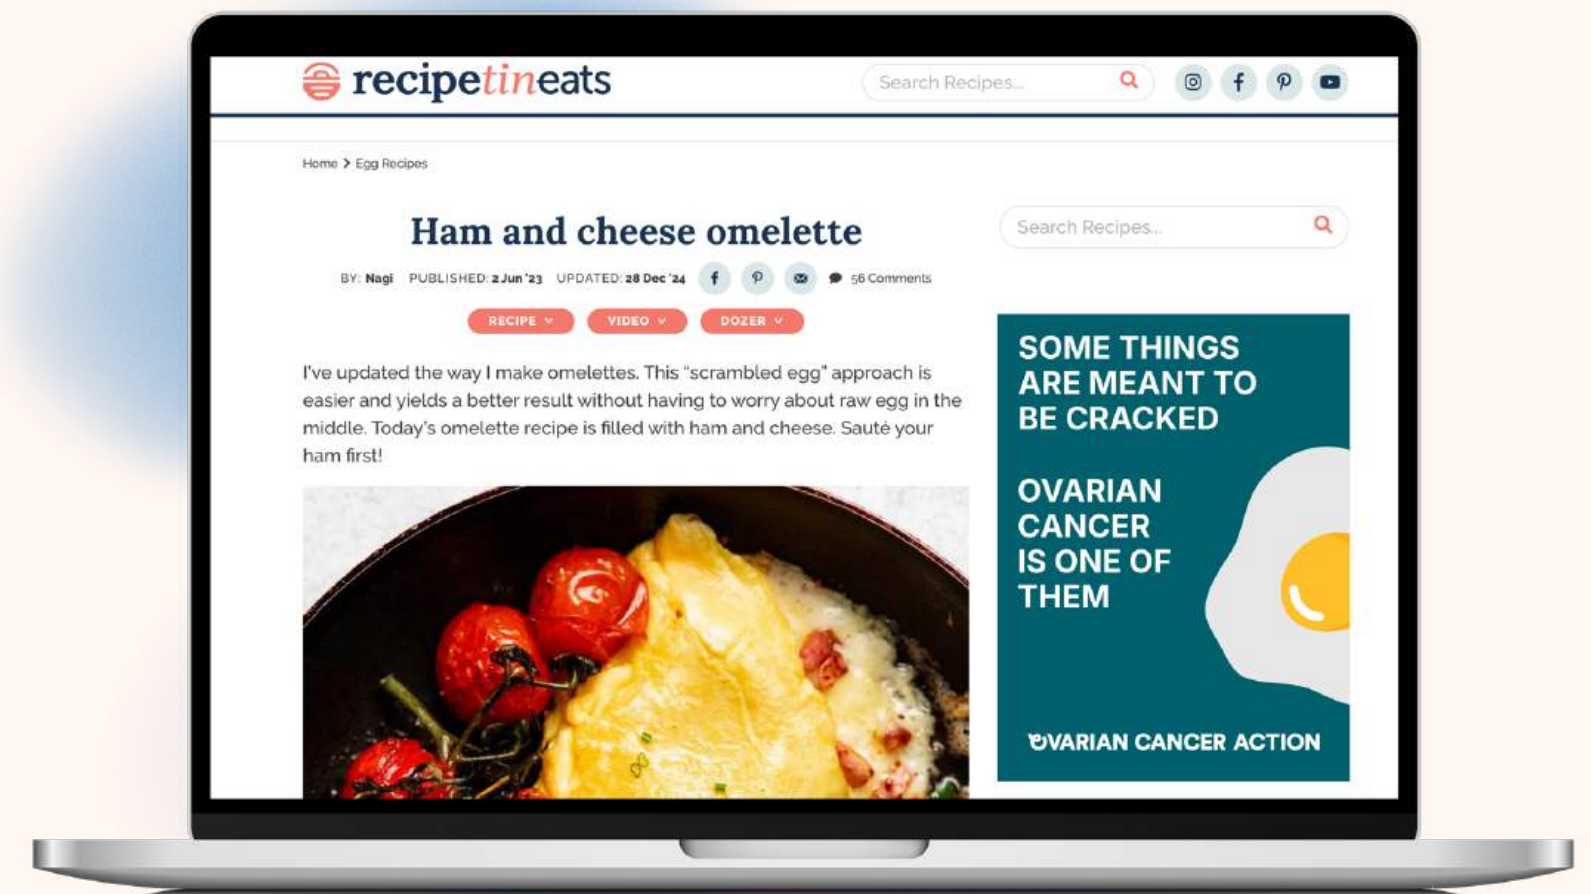 recipetineats
Search Recipes...
Home > Egg Recipes
Ham and cheese omelette
Search Recipes...
BY: Nagi PUBLISHED: 2 Jun '23 UPDATED: 28 Dec '24 56 Comments
RECIPE VIDEO DOZER
I've updated the way I make omelettes. This "scrambled egg" approach is
easier and yields a better result without having to worry about raw egg in the
middle. Today's omelette recipe is filled with ham and cheese. Sauté your
ham first!
SOME THINGS
ARE MEANT TO
BE CRACKED
OVARIAN
CANCER
IS ONE OF
THEM
OVARIAN CANCER ACTION